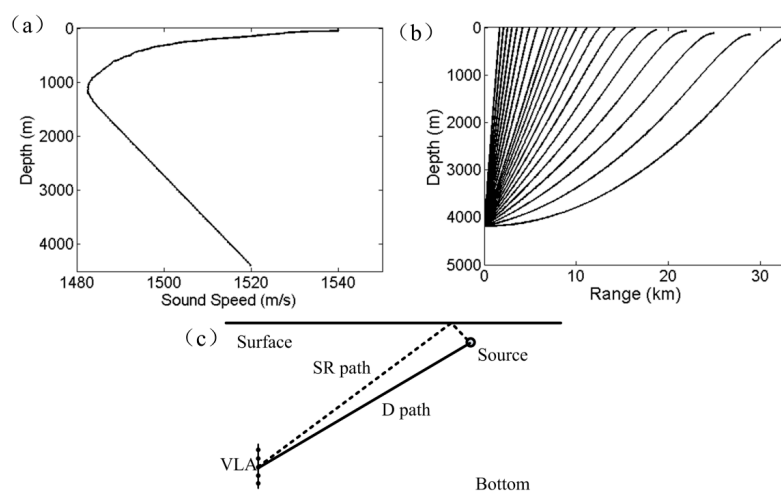 (a)
0
1000
2000
3000
4000
Depth (m)
1480
1500
1520
1540
Sound Speed (m/s)
(b)
0
1000
2000
3000
4000
5000
Depth (m)
0
10
20
30
Range (km)
(c)
Surface
SR path
Source
D path
VLA
Bottom